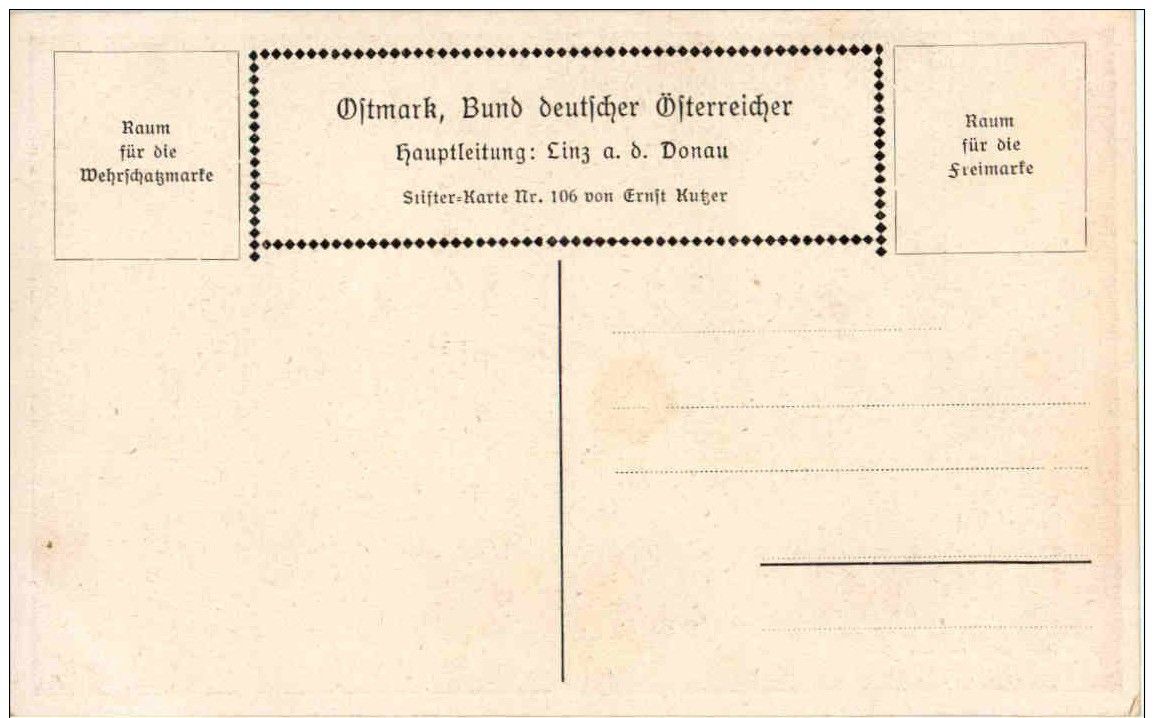 Raum
für die
Wehrschatzmarke
Ostmark, Bund deutscher Österreicher
Hauptleitung: Linz a. d. Donau
Stifter=Karte Nr. 106 von Ernst Kutzer
Raum
für die
Freimarke